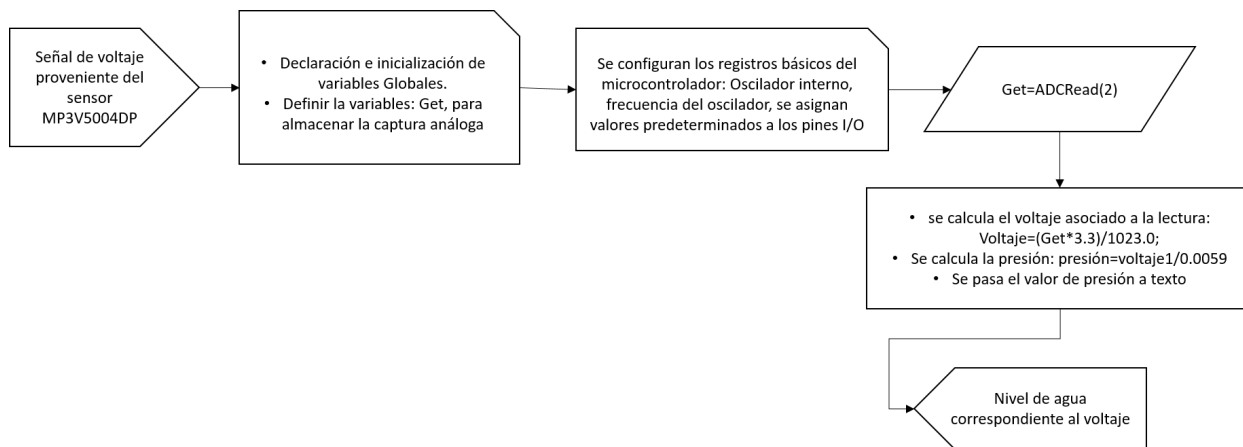 Señal de voltaje
proveniente del
sensor
MP3V5004DP
• Declaración e inicialización de
variables Globales.
• Definir la variables: Get, para
almacenar la captura análoga
Se configuran los registros básicos del
microcontrolador: Oscilador interno,
frecuencia del oscilador, se asignan
valores predeterminados a los pines I/O
Get=ADCRead(2)
• se calcula el voltaje asociado a la lectura:
Voltaje=(Get*3.3)/1023.0;
• Se calcula la presión: presión=voltaje1/0.0059
• Se pasa el valor de presión a texto
Nivel de agua
correspondiente al voltaje